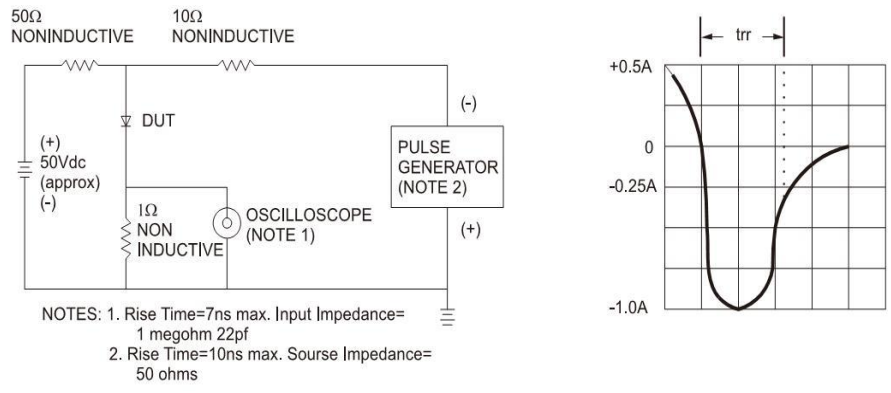 50Ω
NONINDUCTIVE
10Ω
NONINDUCTIVE
DUT
(+)
50Vdc
(approx)
(-)
1Ω
NON
INDUCTIVE
OSCILLOSCOPE
(NOTE 1)
(-)
PULSE
GENERATOR
(NOTE 2)
(+)
NOTES: 1. Rise Time=7ns max. Input Impedance=
1 megohm 22pf
2. Rise Time=10ns max. Sourse Impedance=
50 ohms
trr
+0.5A
0
-0.25A
-1.0A